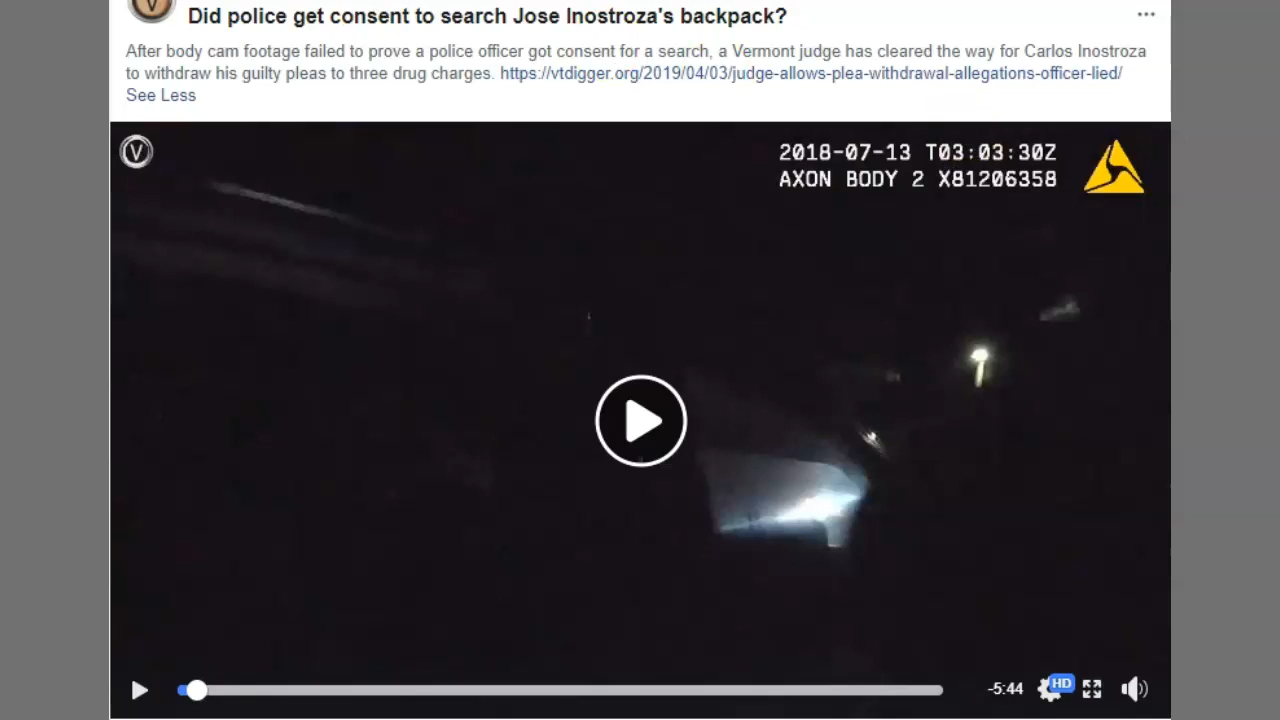 V
Did police get consent to search Jose Inostroza's backpack?
After body cam footage failed to prove a police officer got consent for a search, a Vermont judge has cleared the way for Carlos Inostroza
to withdraw his guilty pleas to three drug charges. https://vtdigger.org/2019/04/03/judge-allows-plea-withdrawal-allegations-officer-lied/
See Less
V
2018-07-13 T03:03:30Z
AXON BODY 2 X81206358
-5:44
HD